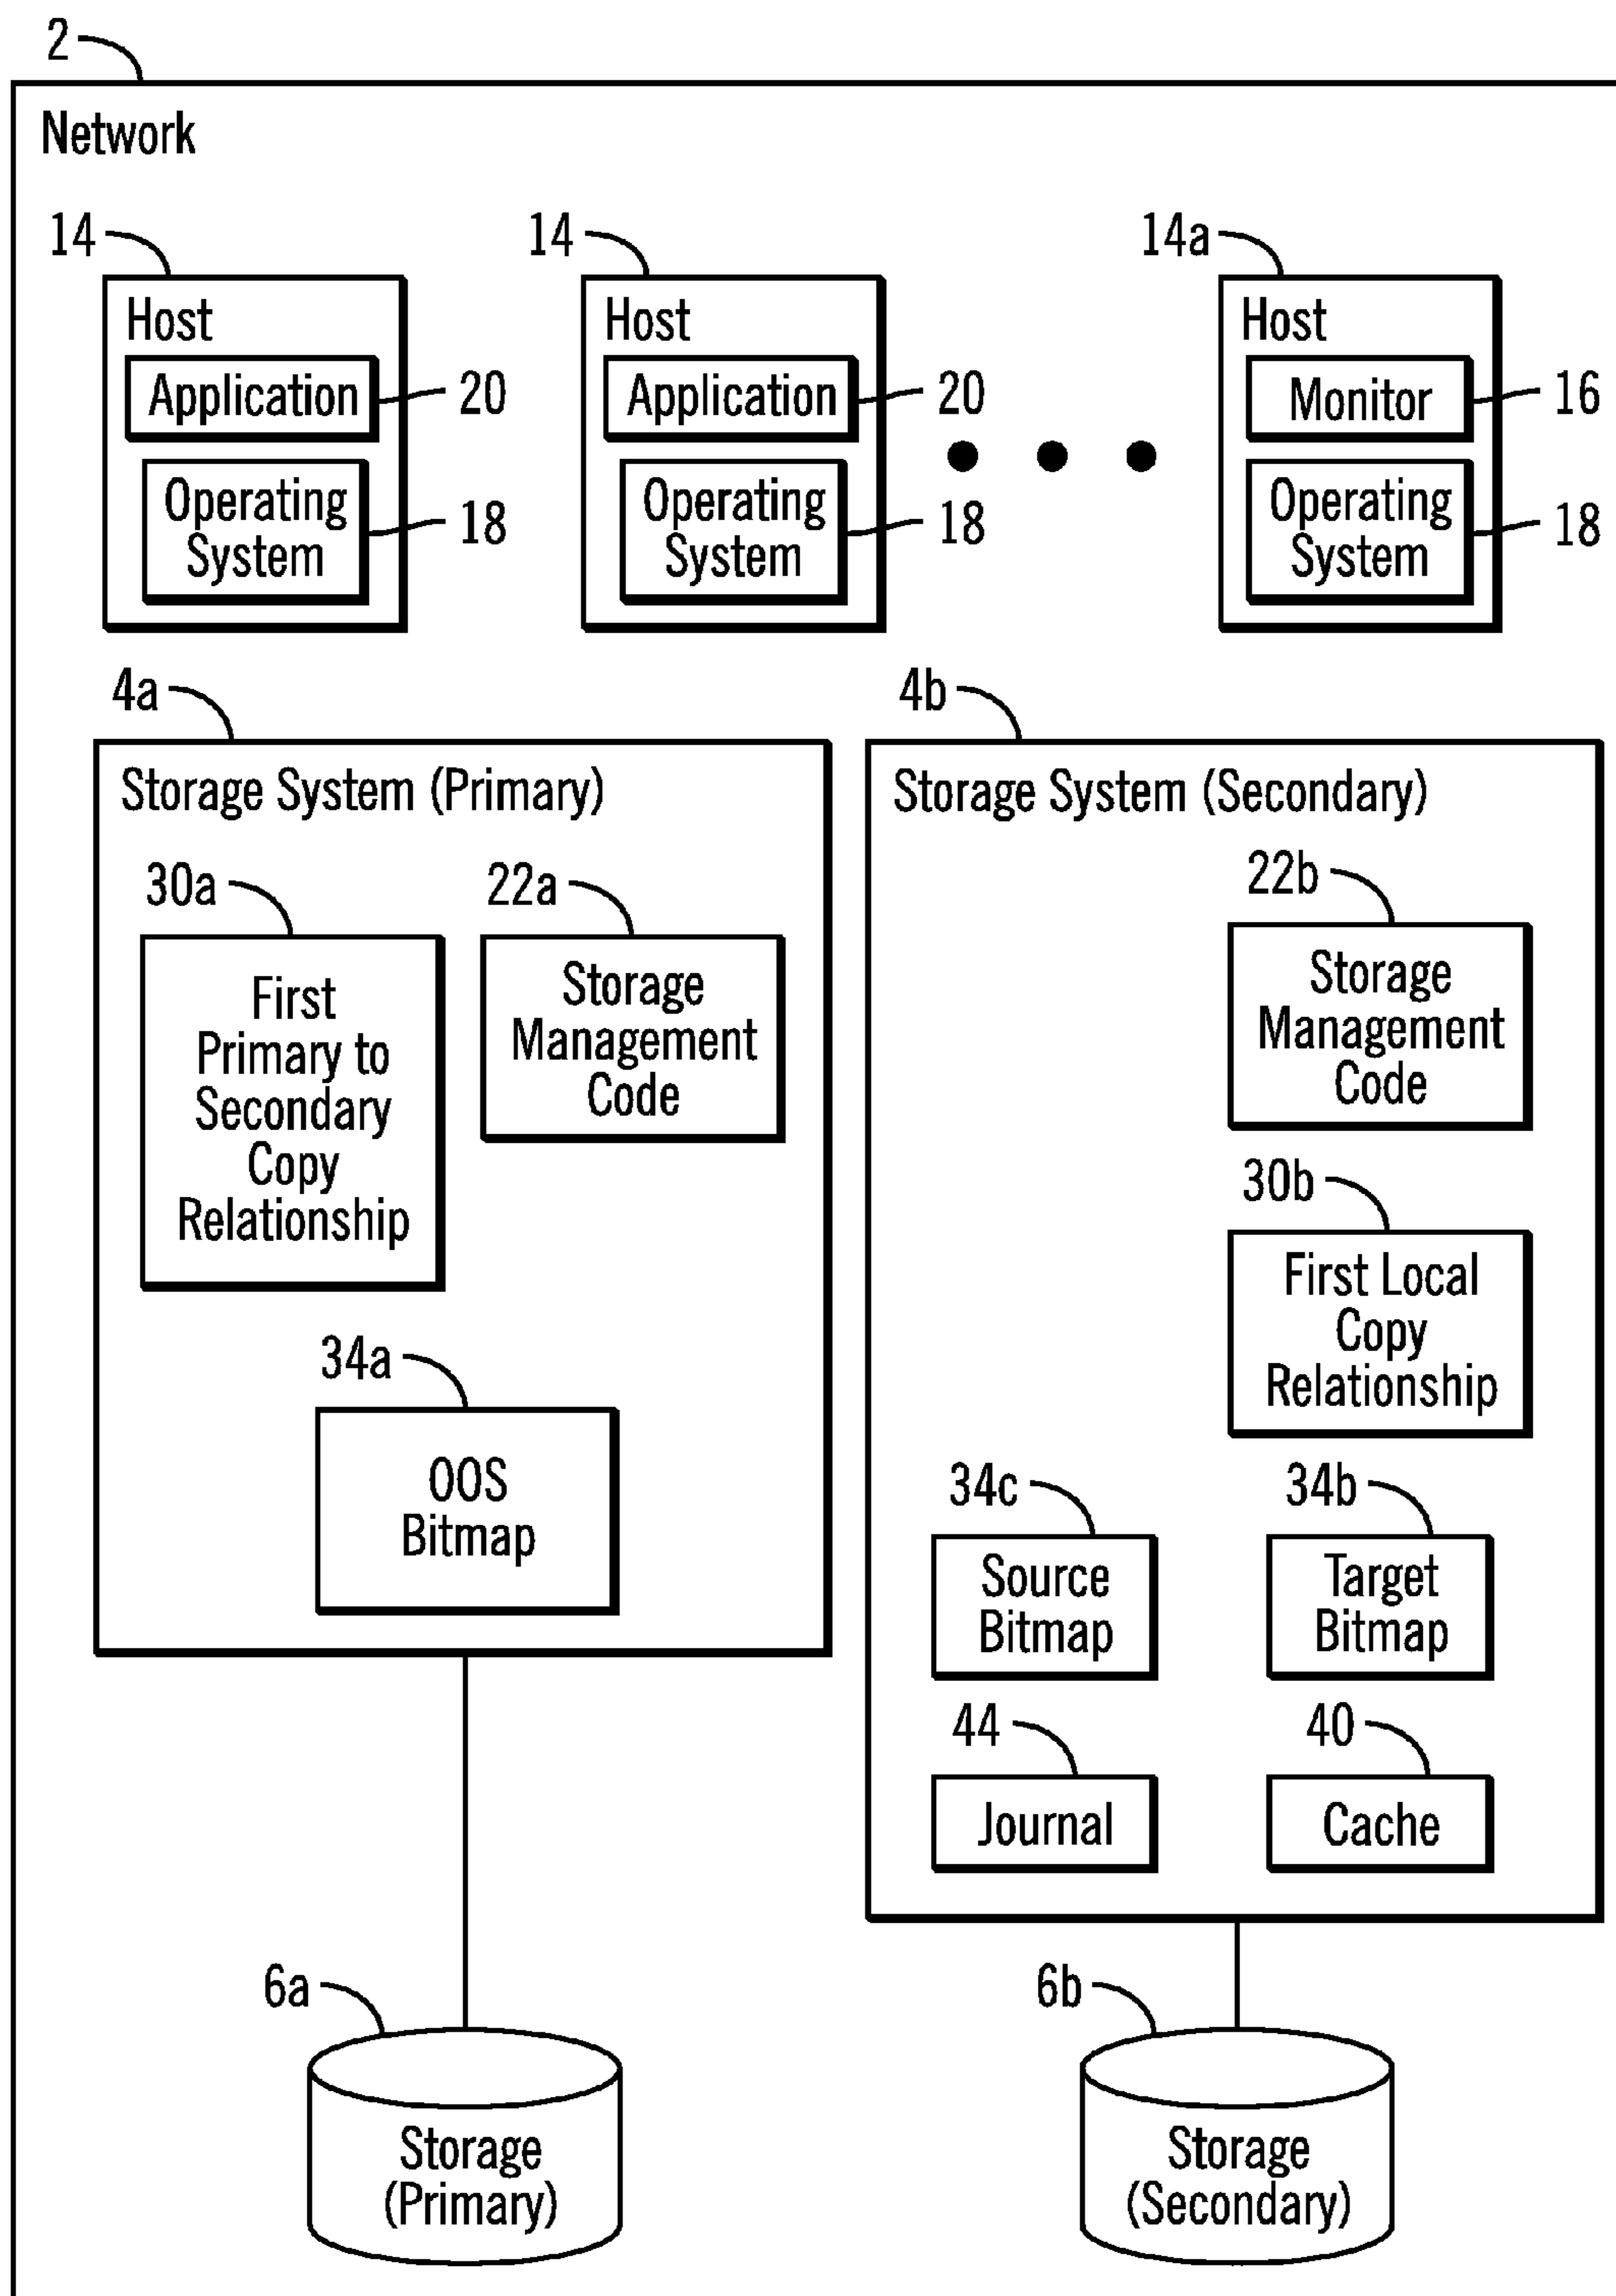 2
Network
14
14
14a
Host
Host
Host
Application
20
Application
20
Monitor
16
Operating
System
18
Operating
System
18
Operating
System
18
4a
4b
Storage System (Primary)
Storage System (Secondary)
30a
22a
22b
First
Primary to
Secondary
Copy
Relationship
Storage
Management
Code
Storage
Management
Code
30b
First Local
Copy
Relationship
34a
OOS
Bitmap
34c
34b
Source
Bitmap
Target
Bitmap
44
40
Journal
Cache
6a
6b
Storage
(Primary)
Storage
(Secondary)